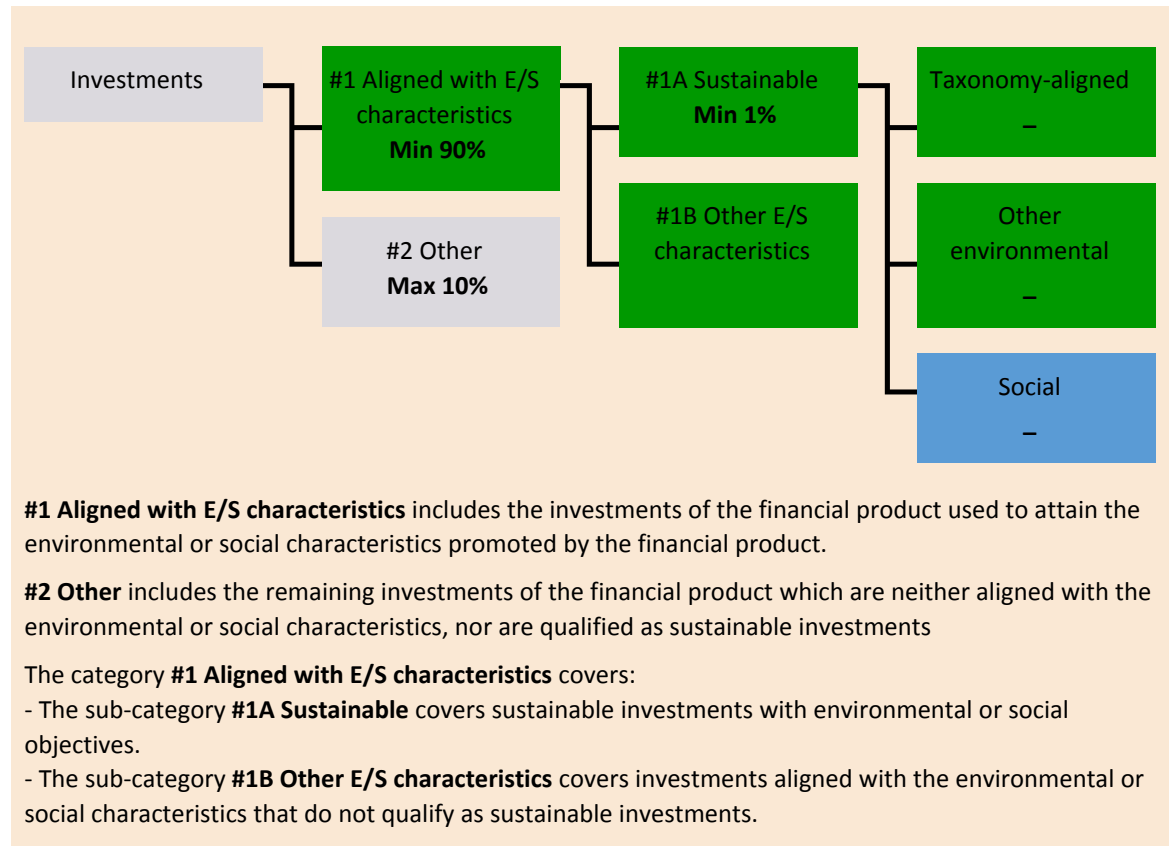 Investments
#1 Aligned with E/S
characteristics
Min 90%
#2 Other
Max 10%
#1A Sustainable
Min 1%
#1B Other E/S
characteristics
Taxonomy-aligned
–
Other
environmental
–
Social
–
#1 Aligned with E/S characteristics includes the investments of the financial product used to attain the
environmental or social characteristics promoted by the financial product.
#2 Other includes the remaining investments of the financial product which are neither aligned with the
environmental or social characteristics, nor are qualified as sustainable investments
The category #1 Aligned with E/S characteristics covers:
- The sub-category #1A Sustainable covers sustainable investments with environmental or social
objectives.
- The sub-category #1B Other E/S characteristics covers investments aligned with the environmental or
social characteristics that do not qualify as sustainable investments.